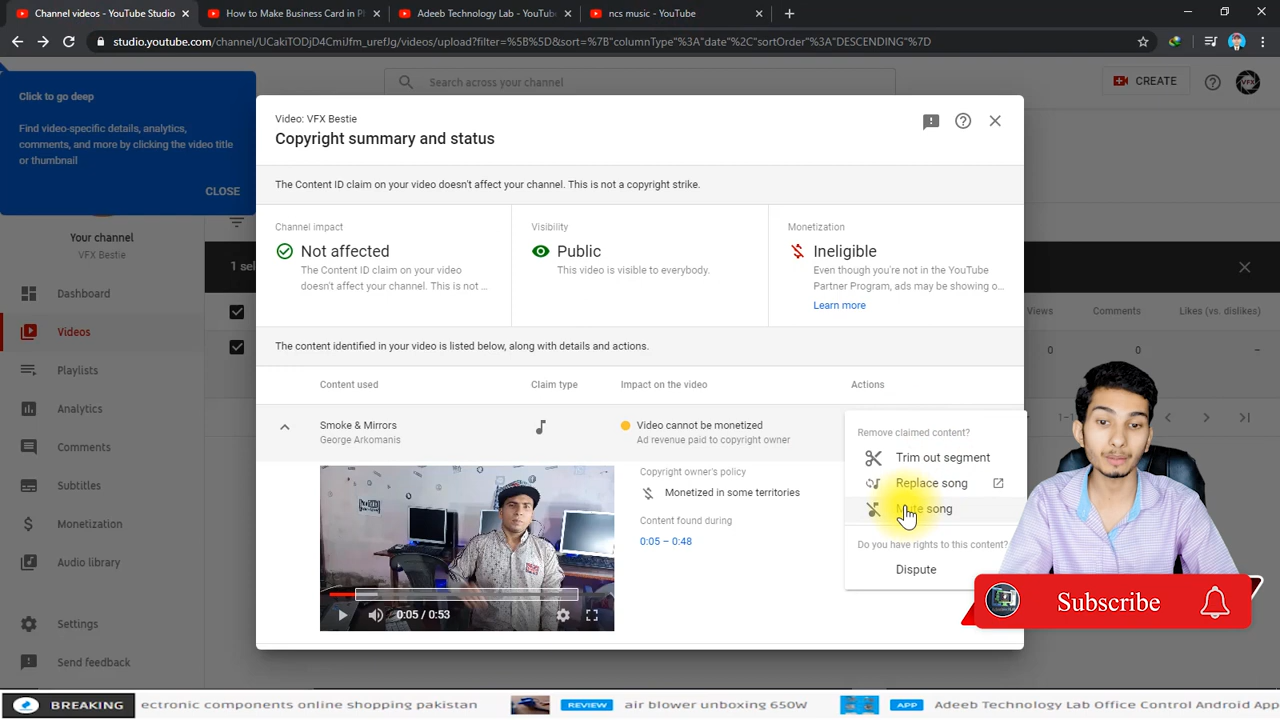 Channel videos - YouTube Studio
How to Make Business Card in P
Adeeb Technology Lab - YouTube
ncs music - YouTube
studio.youtube.com/channel/UCakiTODjD4CmiJfm_urefJg/videos/upload?filter=%5B%5D&sort=%7B"columnType"%3A"date"%2C"sortOrder"%3A"DESCENDING"%7D
Search across your channel
CREATE
Click to go deep
Find video-specific details, analytics,
comments, and more by clicking the video title
or thumbnail
CLOSE
Your channel
VFX Bestie
Dashboard
Videos
Playlists
Analytics
Comments
Subtitles
Monetization
Audio library
Settings
Send feedback
1 sel
Views
Comments
Likes (vs. dislikes)
0
0
–
Video: VFX Bestie
Copyright summary and status
The Content ID claim on your video doesn't affect your channel. This is not a copyright strike.
Channel impact
Not affected
The Content ID claim on your video
doesn't affect your channel. This is not ...
Visibility
Public
This video is visible to everybody.
Monetization
Ineligible
Even though you're not in the YouTube
Partner Program, ads may be showing o...
Learn more
The content identified in your video is listed below, along with details and actions.
Content used
Claim type
Impact on the video
Actions
Smoke & Mirrors
George Arkomanis
Video cannot be monetized
Ad revenue paid to copyright owner
Copyright owner's policy
Monetized in some territories
Content found during
0:05 – 0:48
0:05 / 0:53
Remove claimed content?
Trim out segment
Replace song
Mute song
Do you have rights to this content?
Dispute
VFX
Subscribe
BREAKING
ectronic components online shopping pakistan
REVIEW
air blower unboxing 650W
APP
Adeeb Technology Lab Office Control Android App